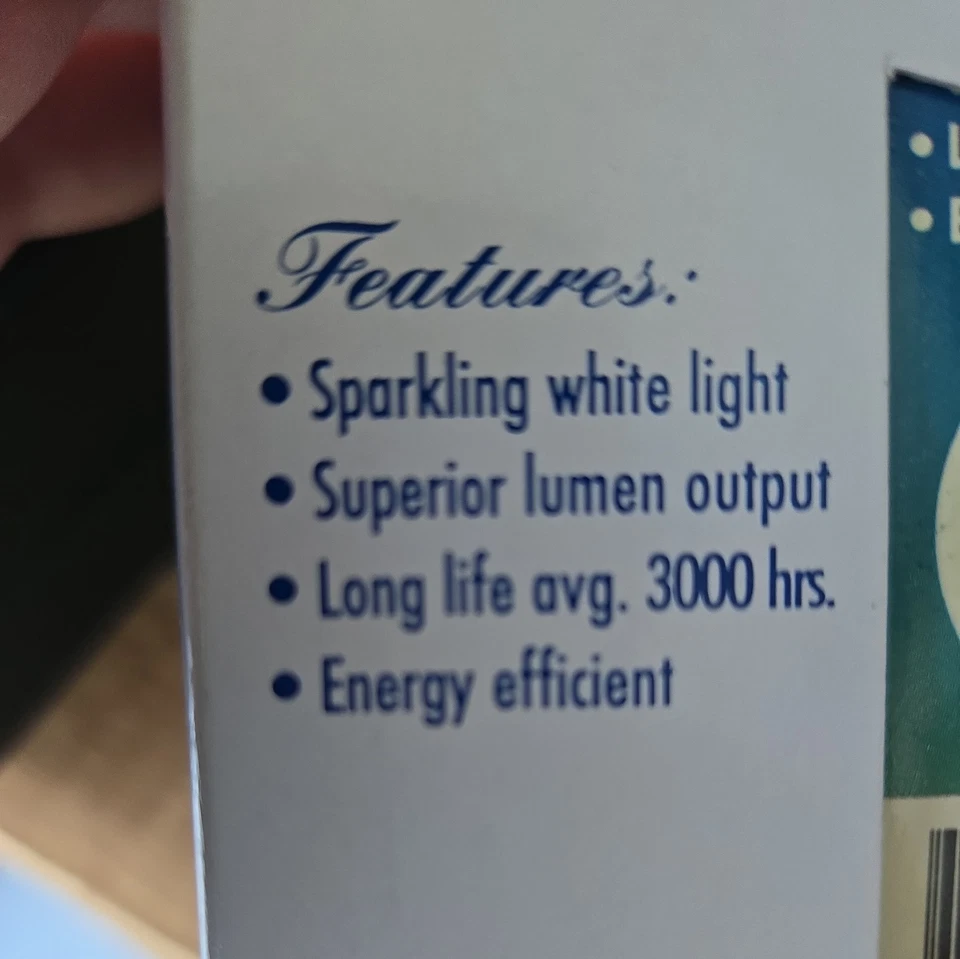 Features:
• Sparkling white light
• Superior lumen output
• Long life avg. 3000 hrs.
• Energy efficient